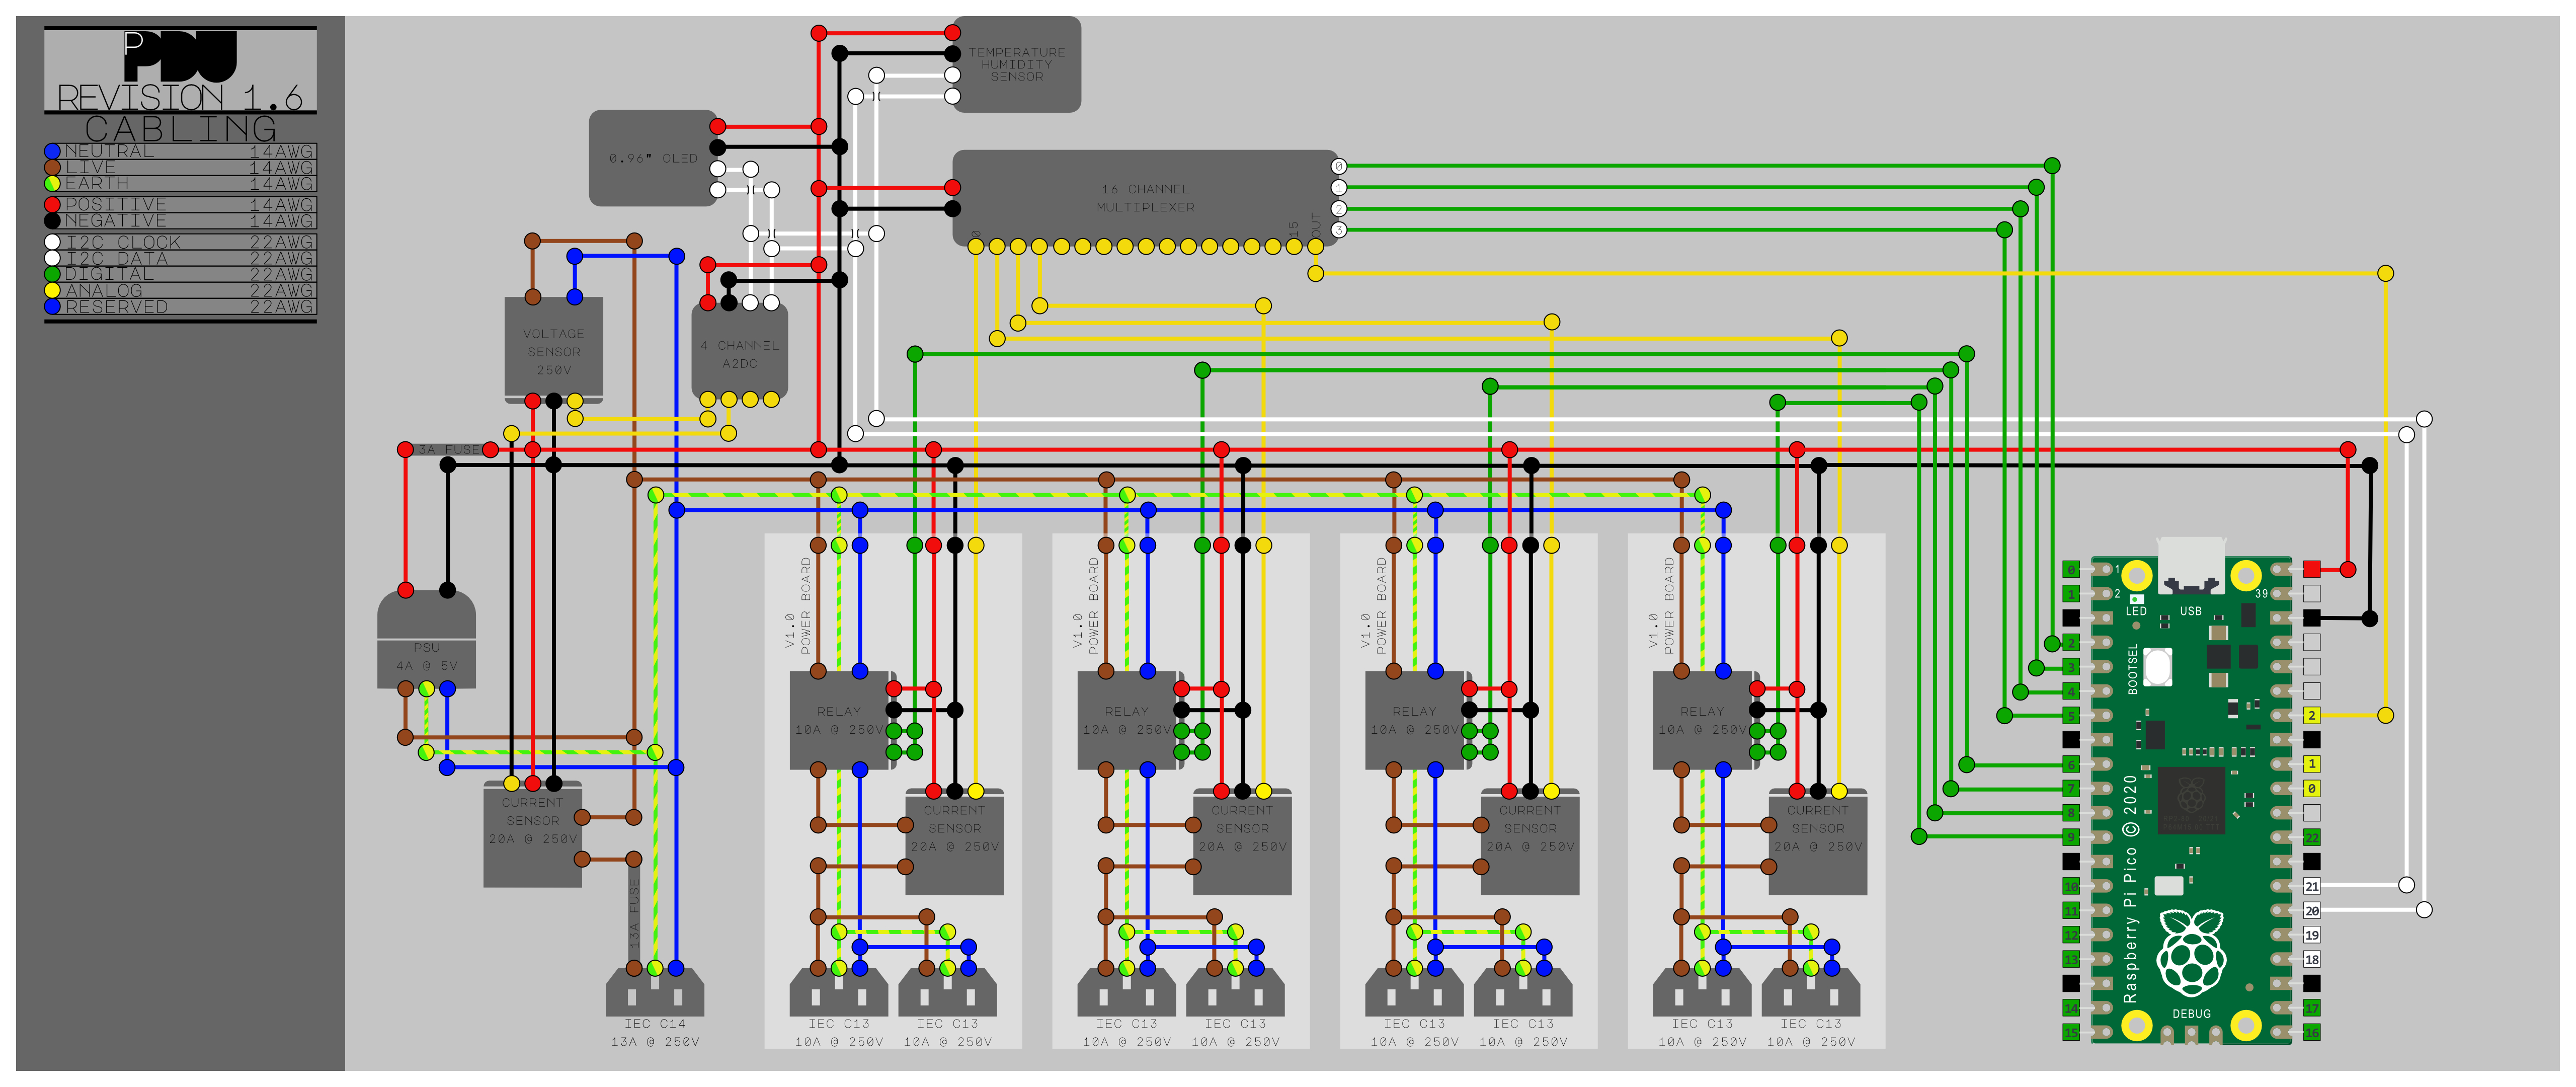 PDU
REVISION 1.6
CABLING
NEUTRAL 14AWG
LIVE 14AWG
EARTH 14AWG
POSITIVE 14AWG
NEGATIVE 14AWG
I2C CLOCK 22AWG
I2C DATA 22AWG
DIGITAL 22AWG
ANALOG 22AWG
RESERVED 22AWG
TEMPERATURE
HUMIDITY
SENSOR
0.96" OLED
16 CHANNEL
MULTIPLEXER
0
15
OUT
0
1
2
3
VOLTAGE
SENSOR
250V
4 CHANNEL
A2DC
3A FUSE
PSU
4A @ 5V
CURRENT
SENSOR
20A @ 250V
13A FUSE
IEC C14
13A @ 250V
V1.0
POWER BOARD
RELAY
10A @ 250V
CURRENT
SENSOR
20A @ 250V
IEC C13
10A @ 250V
IEC C13
10A @ 250V
V1.0
POWER BOARD
RELAY
10A @ 250V
CURRENT
SENSOR
20A @ 250V
IEC C13
10A @ 250V
IEC C13
10A @ 250V
V1.0
POWER BOARD
RELAY
10A @ 250V
CURRENT
SENSOR
20A @ 250V
IEC C13
10A @ 250V
IEC C13
10A @ 250V
V1.0
POWER BOARD
RELAY
10A @ 250V
CURRENT
SENSOR
20A @ 250V
IEC C13
10A @ 250V
IEC C13
10A @ 250V
0
1
2
3
4
5
6
7
8
9
10
11
12
13
14
15
1
2
39
LED
USB
BOOTSEL
Raspberry Pi Pico © 2020
DEBUG
2
1
0
22
21
20
19
18
17
16